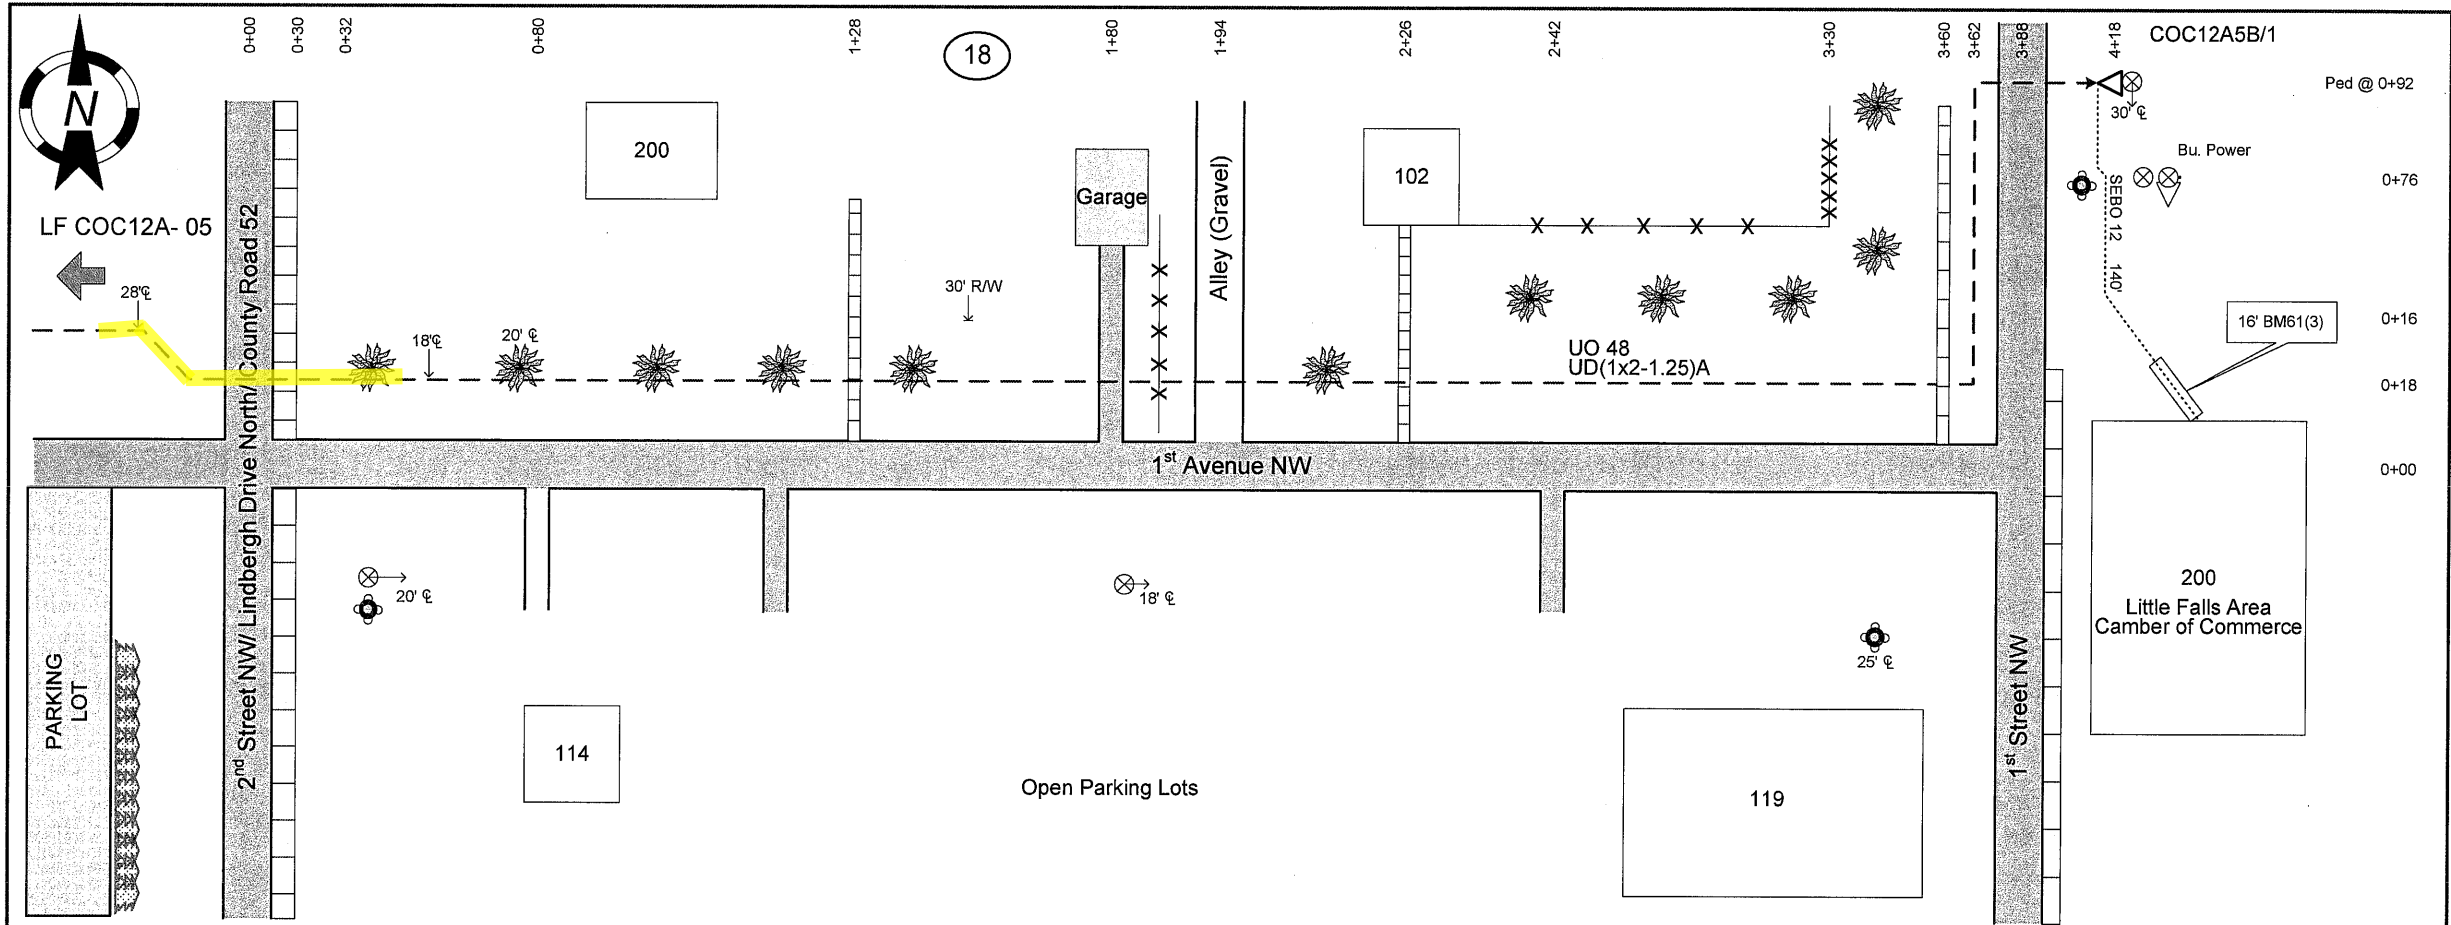 0+00
0+30
0+32
0+80
1+28
18
1+80
1+94
2+26
2+42
3+30
3+60
3+62
3+88
4+18
COC12A5B/1
N
Ped @ 0+92
30' ℄
200
Garage
Alley (Gravel)
102
Bu. Power
0+76
SEBO 12 140'
LF COC12A- 05
28'℄
2nd Street NW/ Lindbergh Drive North/ County Road 52
18'℄
20' ℄
30' R/W
UO 48
UD(1x2-1.25)A
16' BM61(3)
0+16
0+18
1st Avenue NW
0+00
20' ℄
18' ℄
25' ℄
200
Little Falls Area
Camber of Commerce
PARKING
LOT
114
Open Parking Lots
119
1st Street NW